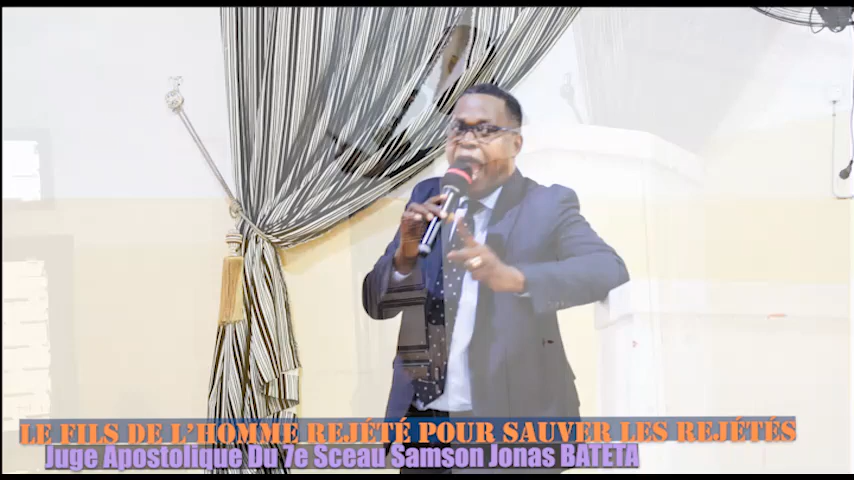 LE FILS DE L'HOMME REJÉTÉ POUR SAUVER LES REJÉTÉS
Juge Apostolique Du 7e Sceau Samson Jonas BATETA